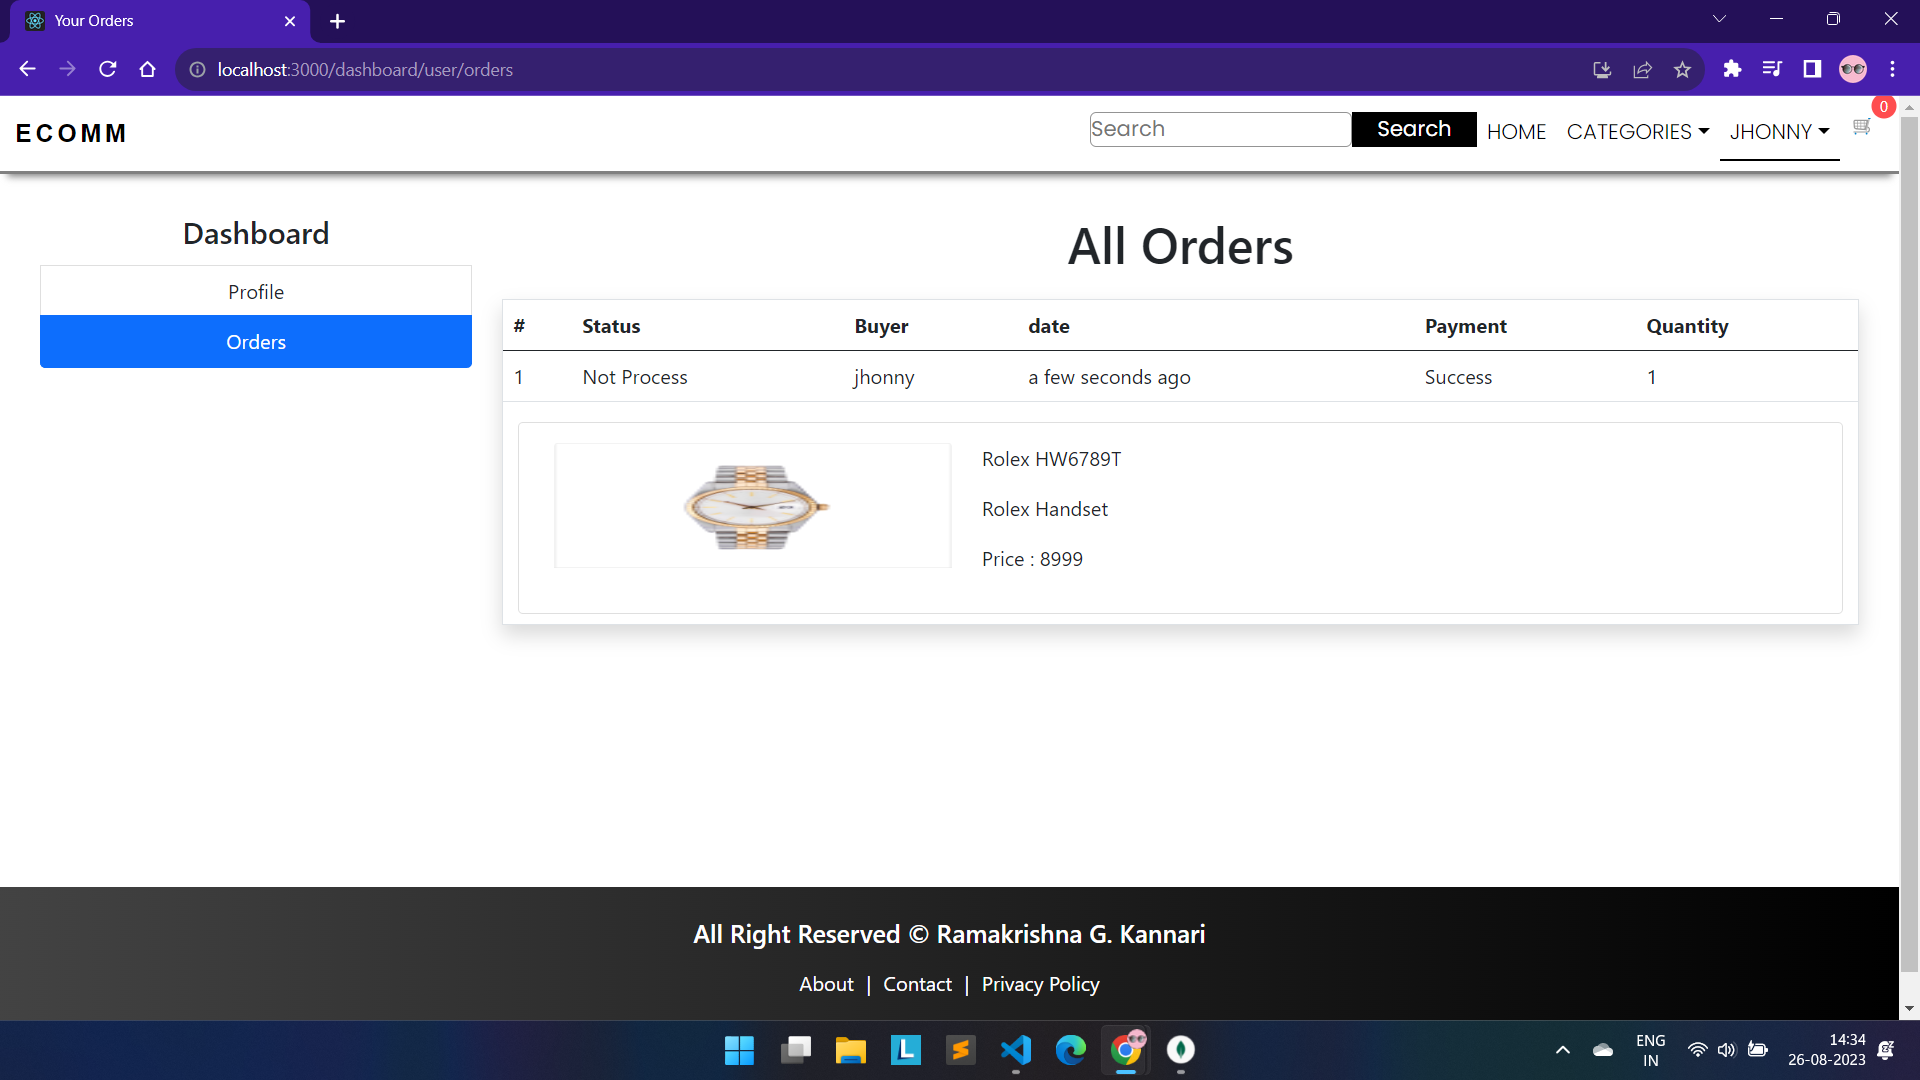 Your Orders
localhost:3000/dashboard/user/orders
ECOMM
Search
Search
HOME
CATEGORIES
JHONNY
0
Dashboard
Profile
Orders
All Orders
# Status Buyer date Payment Quantity
1 Not Process jhonny a few seconds ago Success 1
Rolex HW6789T
Rolex Handset
Price : 8999
All Right Reserved © Ramakrishna G. Kannari
About | Contact | Privacy Policy
L
ENG
IN
14:34
26-08-2023